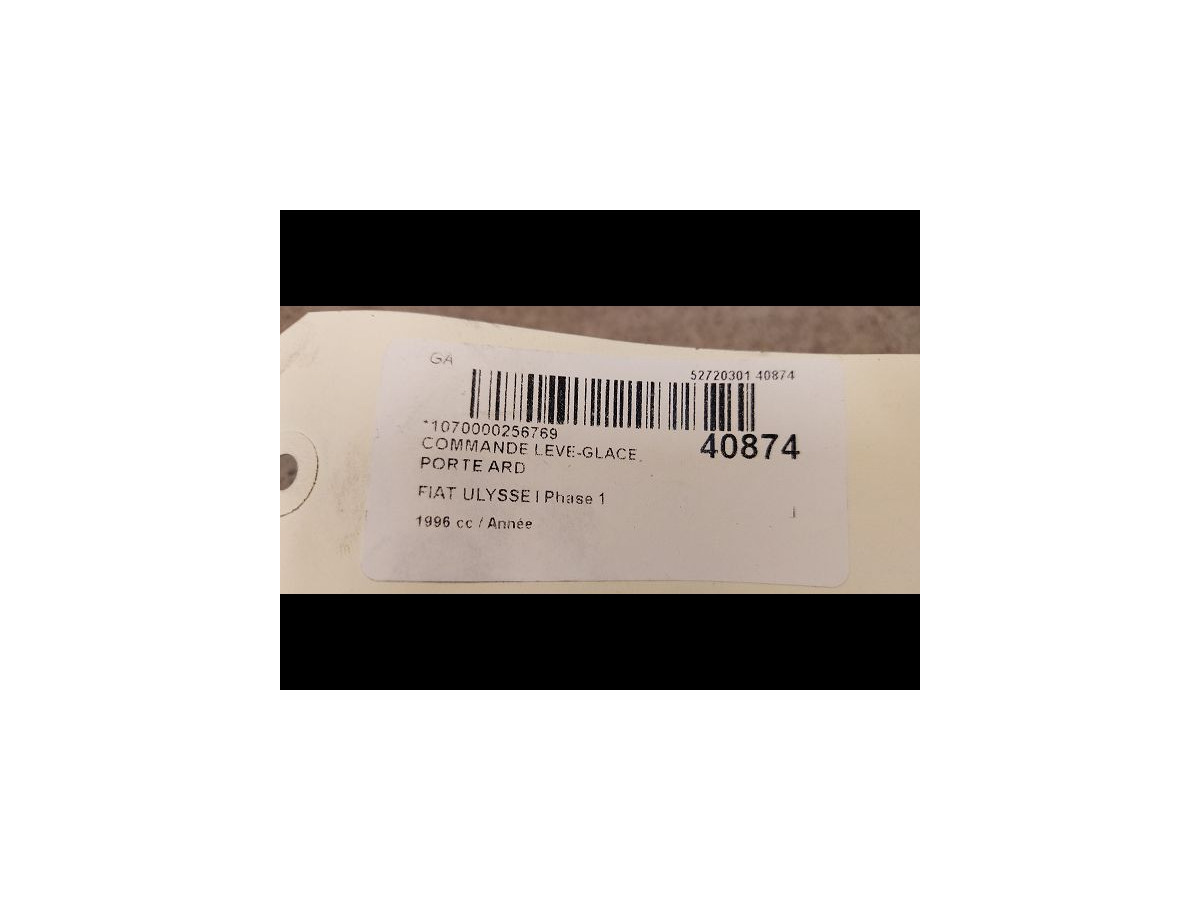 GA
52720301 40874
*1070000256769
40874
COMMANDE LEVE-GLACE,
PORTE ARD
FIAT ULYSSE I Phase 1
1996 cc / Année